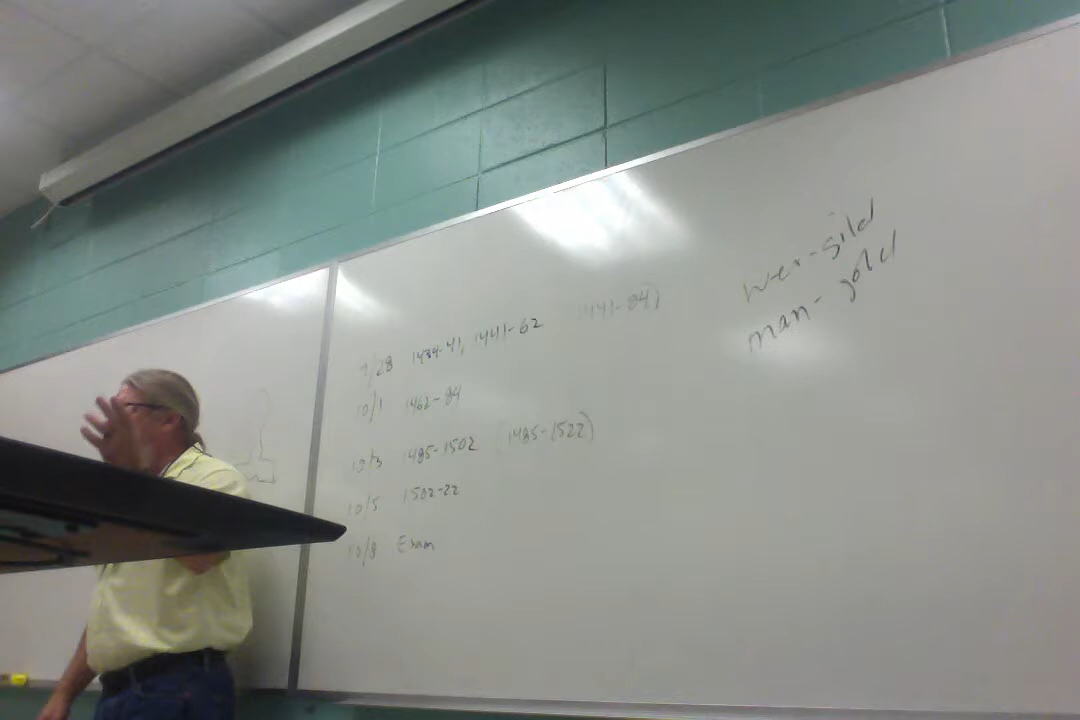 9/28 1434-41, 1441-62 (1441-84)
10/1 1462-84
10/3 1485-1502 (1485-1522)
10/5 1502-22
10/8 Exam
wer-gild
man-gold